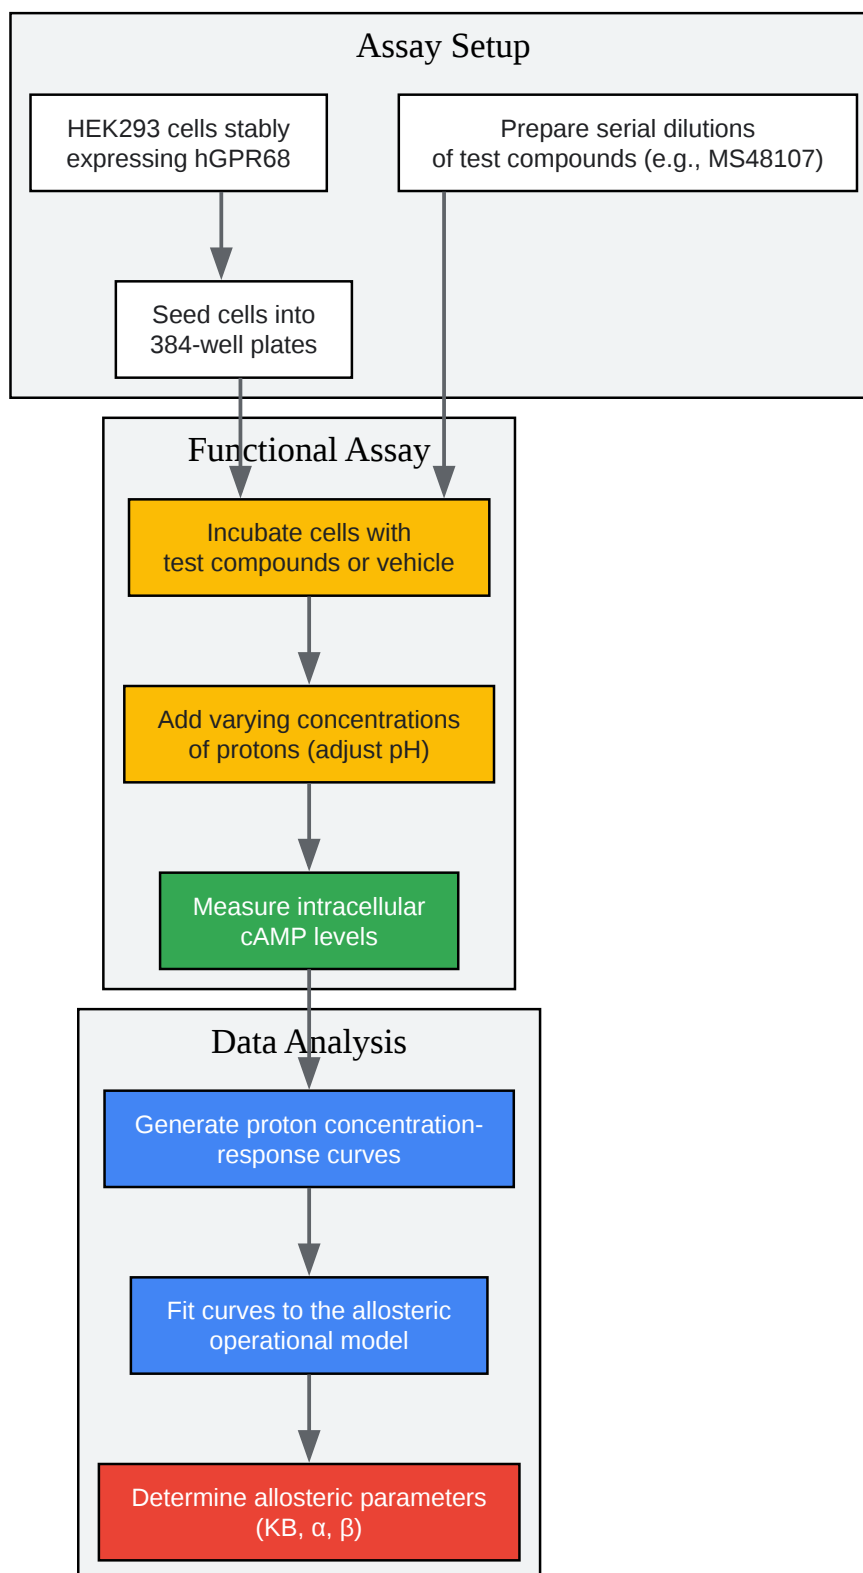 Assay Setup
HEK293 cells stably
expressing hGPR68
Prepare serial dilutions
of test compounds (e.g., MS48107)
Seed cells into
384-well plates
Functional Assay
Incubate cells with
test compounds or vehicle
Add varying concentrations
of protons (adjust pH)
Measure intracellular
cAMP levels
Data Analysis
Generate proton concentration-
response curves
Fit curves to the allosteric
operational model
Determine allosteric parameters
(KB, α, β)